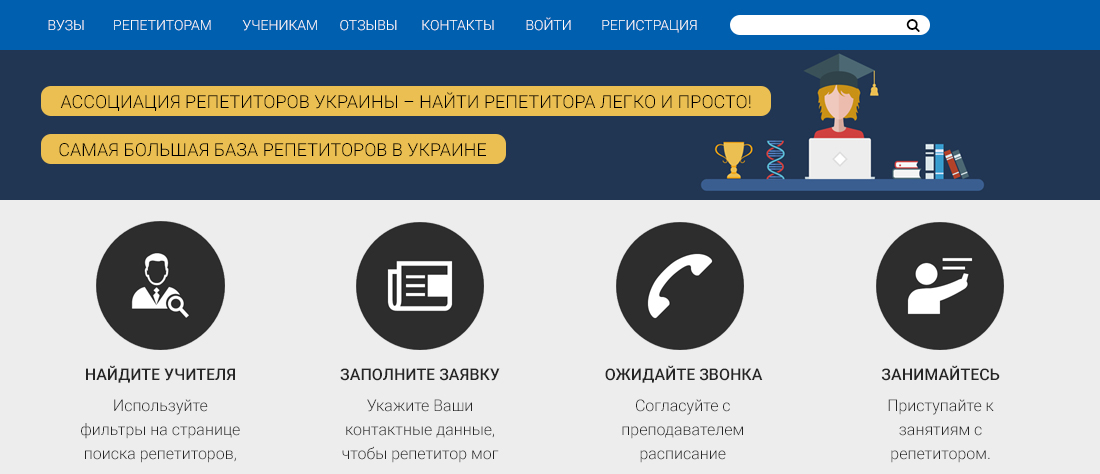 ВУЗЫ РЕПЕТИТОРАМ УЧЕНИКАМ ОТЗЫВЫ КОНТАКТЫ ВОЙТИ РЕГИСТРАЦИЯ
АССОЦИАЦИЯ РЕПЕТИТОРОВ УКРАИНЫ – НАЙТИ РЕПЕТИТОРА ЛЕГКО И ПРОСТО!
САМАЯ БОЛЬШАЯ БАЗА РЕПЕТИТОРОВ В УКРАИНЕ
НАЙДИТЕ УЧИТЕЛЯ
Используйте
фильтры на странице
поиска репетиторов,
ЗАПОЛНИТЕ ЗАЯВКУ
Укажите Ваши
контактные данные,
чтобы репетитор мог
ОЖИДАЙТЕ ЗВОНКА
Согласуйте с
преподавателем
расписание
ЗАНИМАЙТЕСЬ
Приступайте к
занятиям с
репетитором.